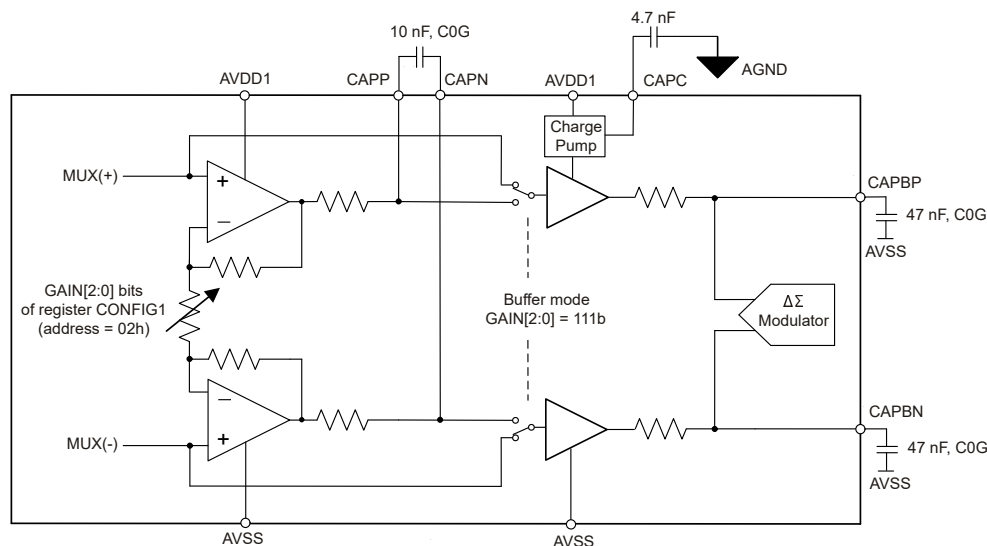 4.7 nF
10 nF, C0G
AGND
AVDD1
CAPP
CAPN
AVDD1
CAPC
Charge
Pump
MUX(+)
+
–
CAPBP
47 nF, C0G
AVSS
GAIN[2:0] bits
of register CONFIG1
(address = 02h)
Buffer mode
GAIN[2:0] = 111b
ΔΣ
Modulator
–
+
MUX(-)
CAPBN
47 nF, C0G
AVSS
AVSS
AVSS